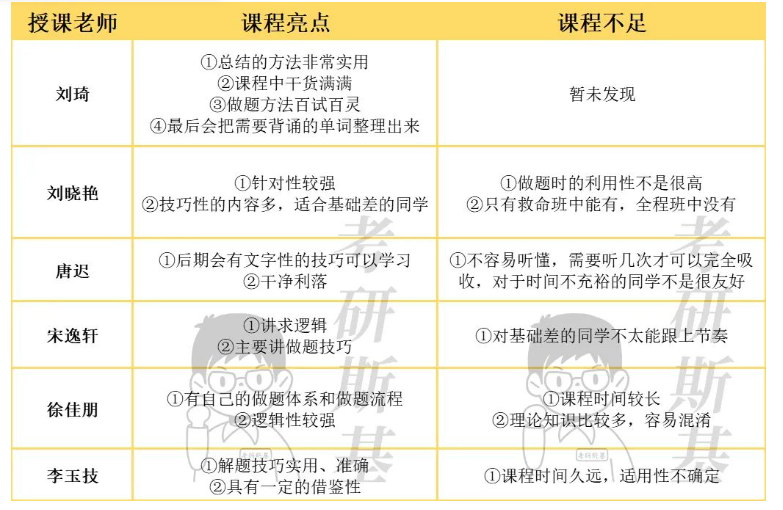 授课老师 课程亮点 课程不足
刘琦
①总结的方法非常实用
②课程中干货满满
③做题方法百试百灵
④最后会把需要背诵的单词整理出来
暂未发现
刘晓艳
①针对性较强
②技巧性的内容多，适合基础差的同学
①做题时的利用性不是很高
②只有救命班中能有，全程班中没有
唐迟
①后期会有文字性的技巧可以学习
②干净利落
①不容易听懂，需要听几次才可以完全吸
收，对于时间不充裕的同学不是很友好
宋逸轩
①讲求逻辑
②主要讲做题技巧
①对基础差的同学不太能跟上节奏
徐佳朋
①有自己的做题体系和做题流程
②逻辑性较强
①课程时间较长
②理论知识比较多，容易混淆
李玉技
①解题技巧实用、准确
②具有一定的借鉴性
①课程时间久远，适用性不确定
考研斯基
考研斯基